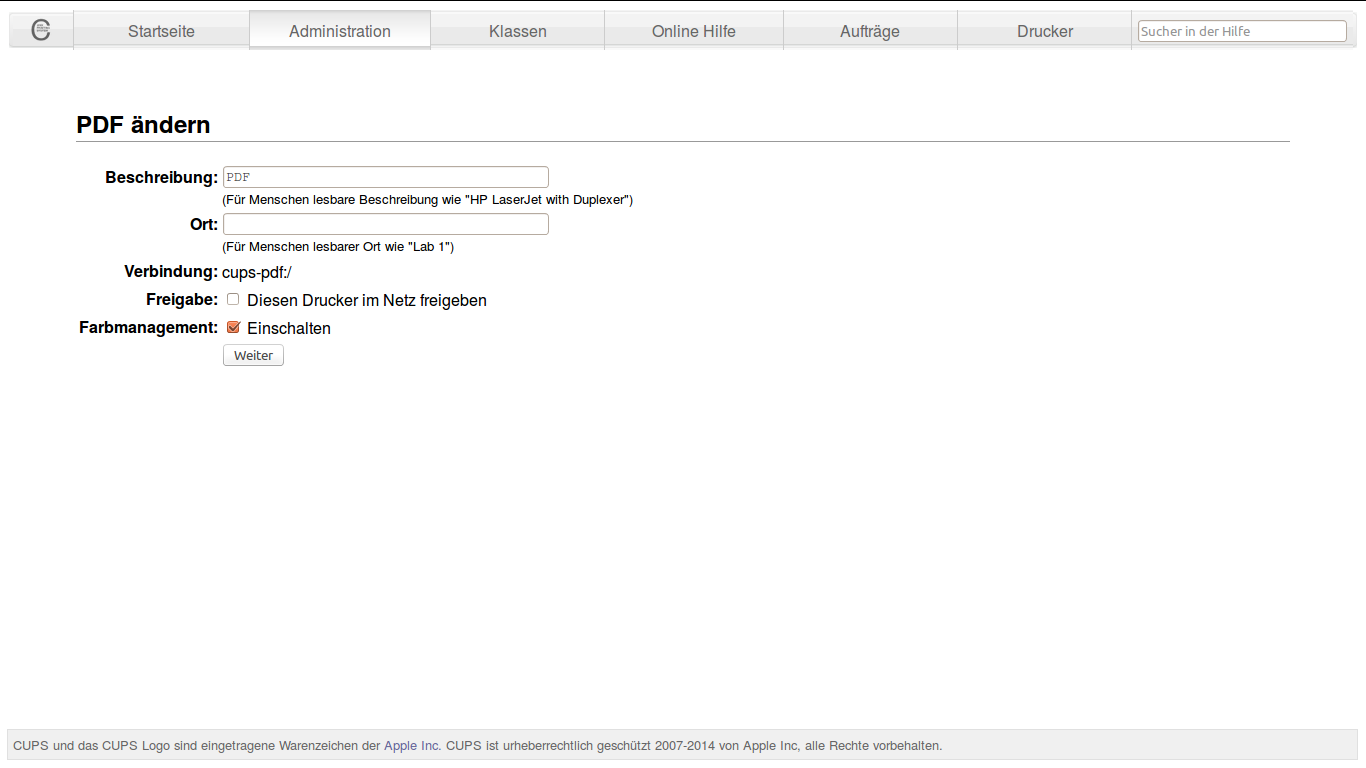 Startseite Administration Klassen Online Hilfe Aufträge Drucker Sucher in der Hilfe
PDF ändern
Beschreibung: PDF
(Für Menschen lesbare Beschreibung wie "HP LaserJet with Duplexer")
Ort:
(Für Menschen lesbarer Ort wie "Lab 1")
Verbindung: cups-pdf:/
Freigabe: Diesen Drucker im Netz freigeben
Farbmanagement: Einschalten
Weiter
CUPS und das CUPS Logo sind eingetragene Warenzeichen der Apple Inc. CUPS ist urheberrechtlich geschützt 2007-2014 von Apple Inc, alle Rechte vorbehalten.